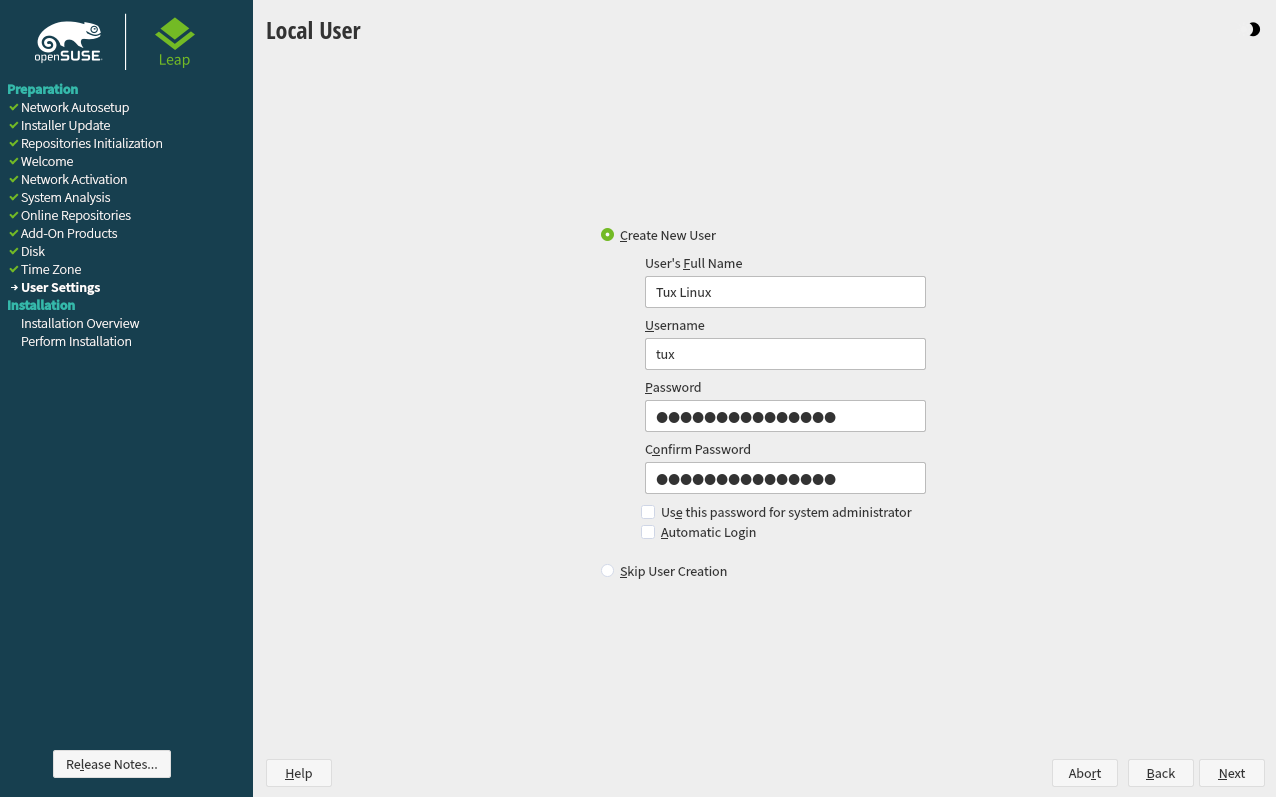 openSUSE
Leap
Preparation
Network Autosetup
Installer Update
Repositories Initialization
Welcome
Network Activation
System Analysis
Online Repositories
Add-On Products
Disk
Time Zone
User Settings
Installation
Installation Overview
Perform Installation
Release Notes...
Local User
Create New User
User's Full Name
Tux Linux
Username
tux
Password
●●●●●●●●●●●●●●●
Confirm Password
●●●●●●●●●●●●●●●
Use this password for system administrator
Automatic Login
Skip User Creation
Help
Abort
Back
Next